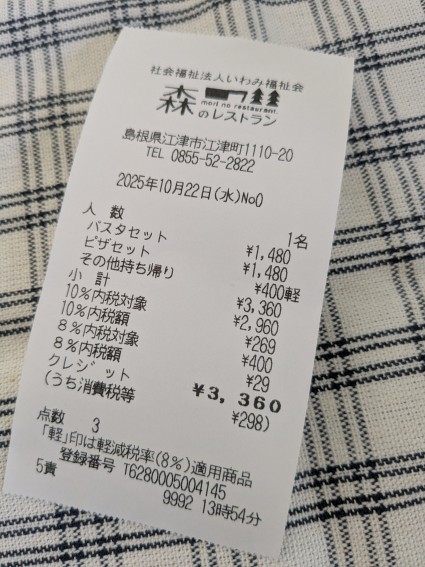 社会福祉法人いわみ福祉会
森
mori no restaurant
のレストラン
島根県江津市江津町1110-20
TEL 0855-52-2822
2025年10月22日(水)No0
人 数 1名
パスタセット ¥1,480
ピザセット ¥1,480
その他持ち帰り ¥400軽
小 計 ¥3,360
10%内税対象 ¥2,960
10%内税額 ¥269
8%内税対象 ¥400
8%内税額 ¥29
クレジット ¥3,360
(うち消費税等 ¥298)
点数 3
「軽」印は軽減税率(8%)適用商品
登録番号 T6280005004145
5責 9992 13時54分